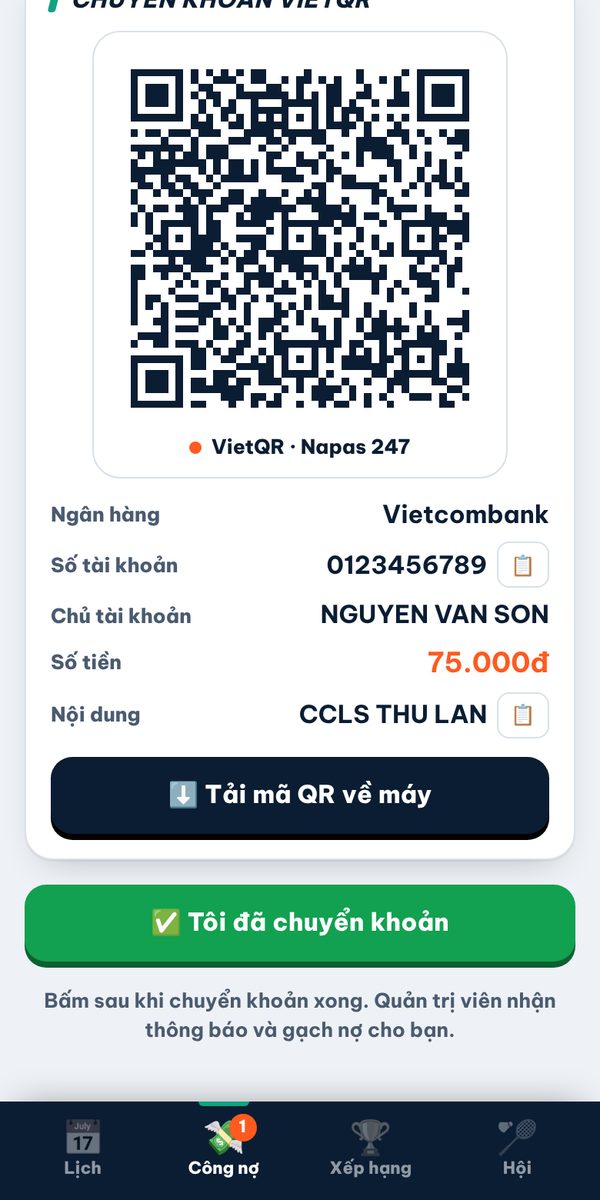 CHUYỂN KHOẢN VIETQR
VietQR · Napas 247
Ngân hàng Vietcombank
Số tài khoản 0123456789
Chủ tài khoản NGUYEN VAN SON
Số tiền 75.000đ
Nội dung CCLS THU LAN
Tải mã QR về máy
Tôi đã chuyển khoản
Bấm sau khi chuyển khoản xong. Quản trị viên nhận
thông báo và gạch nợ cho bạn.
July
17
1
Lịch Công nợ Xếp hạng Hội